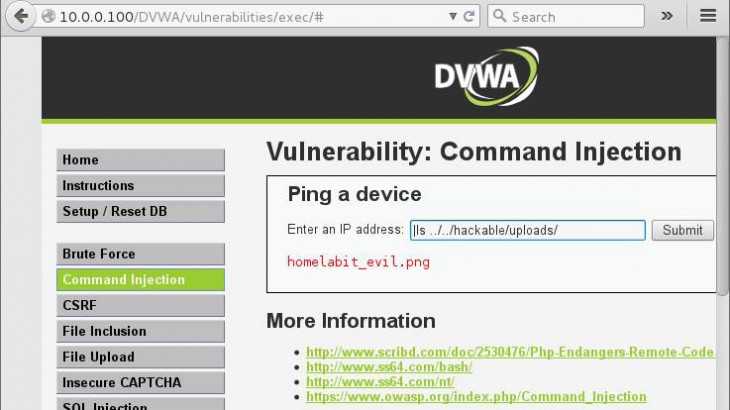 10.0.0.100/DVWA/vulnerabilities/exec/#
Search
DVWA
Home
Instructions
Setup / Reset DB
Brute Force
Command Injection
CSRF
File Inclusion
File Upload
Insecure CAPTCHA
SQL Injection
Vulnerability: Command Injection
Ping a device
Enter an IP address: |ls ../../hackable/uploads/ Submit
homelabit_evil.png
More Information
http://www.scribd.com/doc/2530476/Php-Endangers-Remote-Code-
http://www.ss64.com/bash/
http://www.ss64.com/nt/
https://www.owasp.org/index.php/Command_Injection